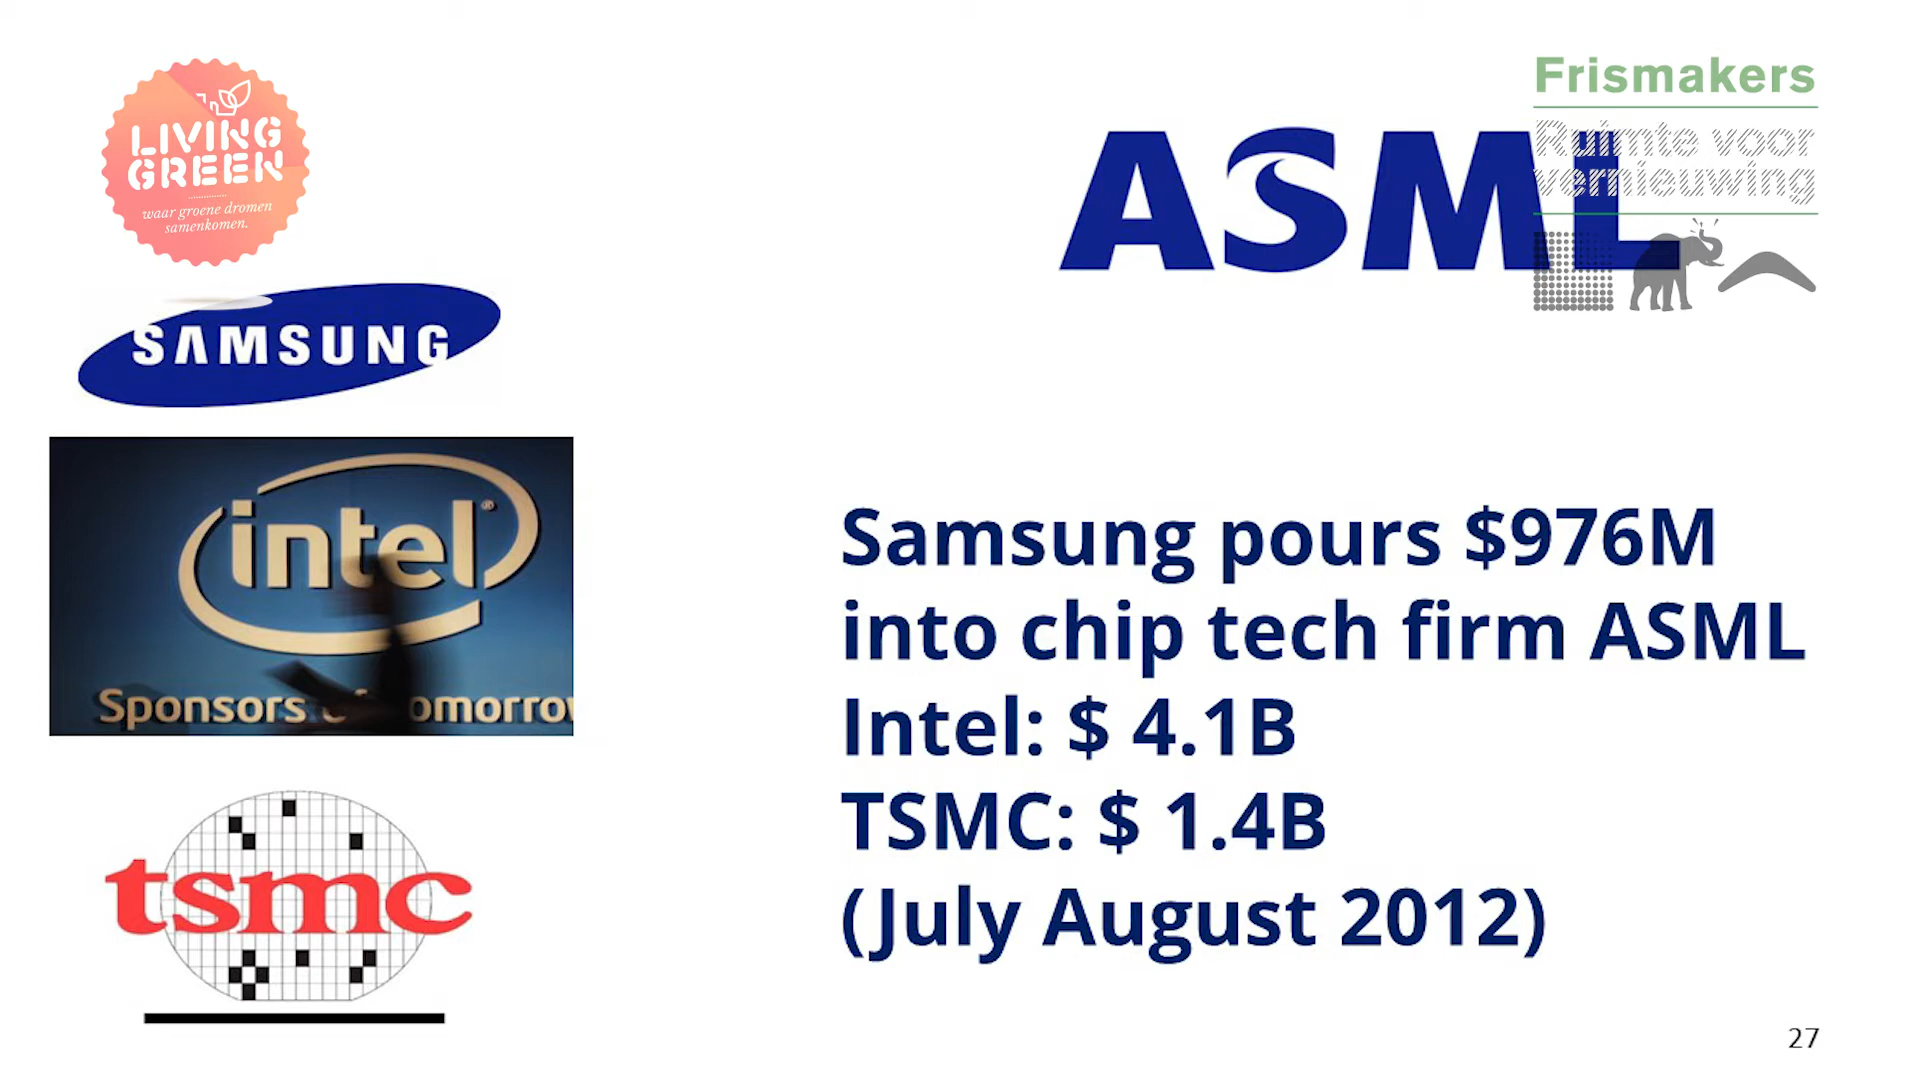 LIVING
GREEN
waar groene dromen
samenkomen.
Frismakers
Ruimte voor
vernieuwing
ASML
SAMSUNG
intel®
Sponsors
tsmc
Samsung pours $976M
into chip tech firm ASML
Intel: $ 4.1B
TSMC: $ 1.4B
(July August 2012)
27